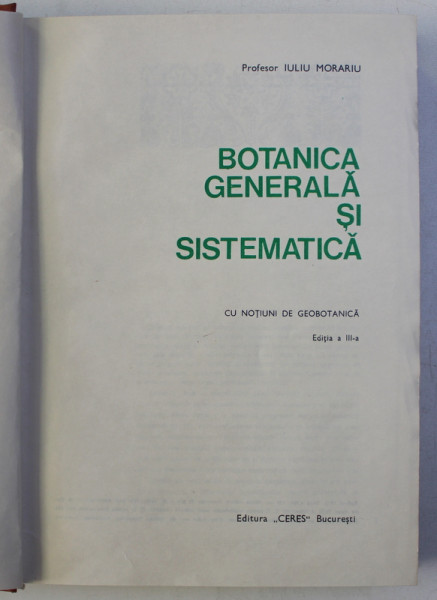 Profesor IULIU MORARIU
BOTANICA
GENERALĂ
ŞI
SISTEMATICĂ
CU NOŢIUNI DE GEOBOTANICĂ
Ediţia a III-a
Editura „CERES“ Bucureşti